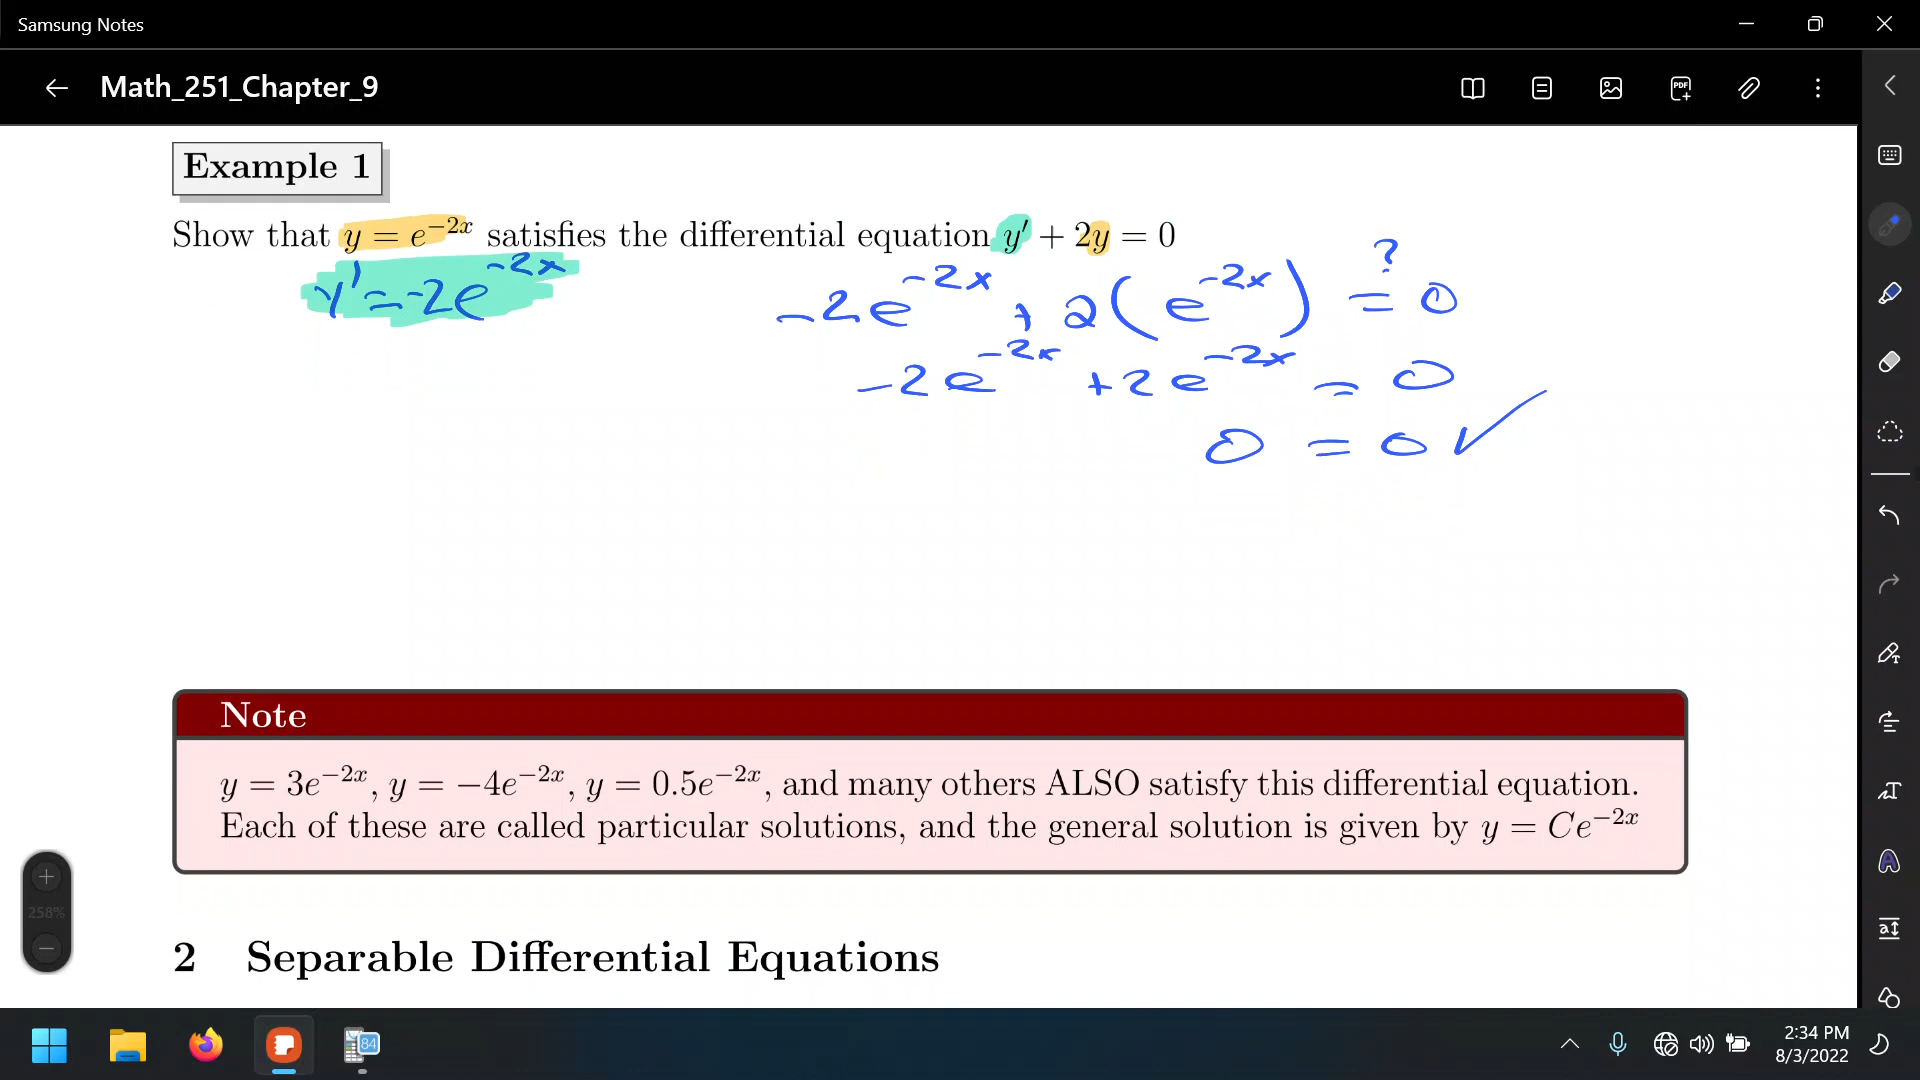 Samsung Notes
Math_251_Chapter_9
PDF
Example 1
Show that y = e^{-2x} satisfies the differential equation y' + 2y = 0
y' = -2e^{-2x}
-2e^{-2x} + 2(e^{-2x}) =? 0
-2e^{-2x} + 2e^{-2x} = 0
0 = 0 ✓
Note
y = 3e^{-2x}, y = -4e^{-2x}, y = 0.5e^{-2x}, and many others ALSO satisfy this differential equation.
Each of these are called particular solutions, and the general solution is given by y = Ce^{-2x}
258%
2 Separable Differential Equations
84
2:34 PM
8/3/2022